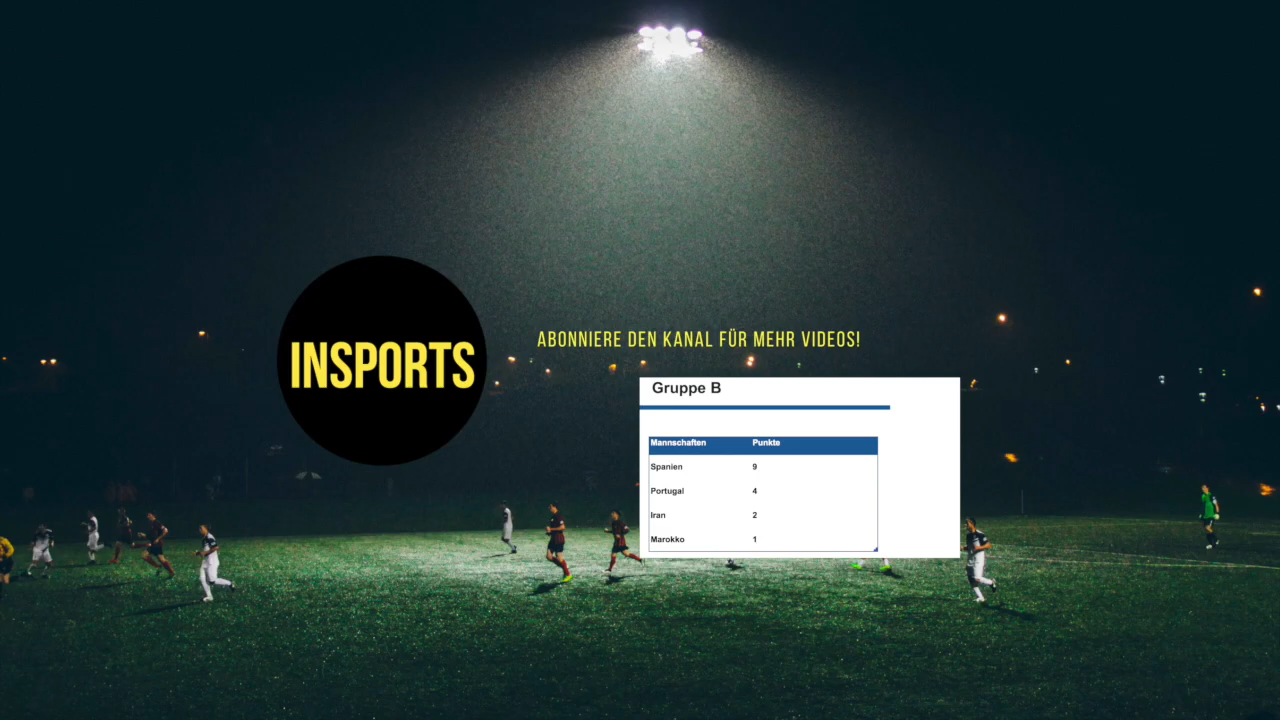 INSPORTS
ABONNIERE DEN KANAL FÜR MEHR VIDEOS!
Gruppe B
Mannschaften Punkte
Spanien 9
Portugal 4
Iran 2
Marokko 1